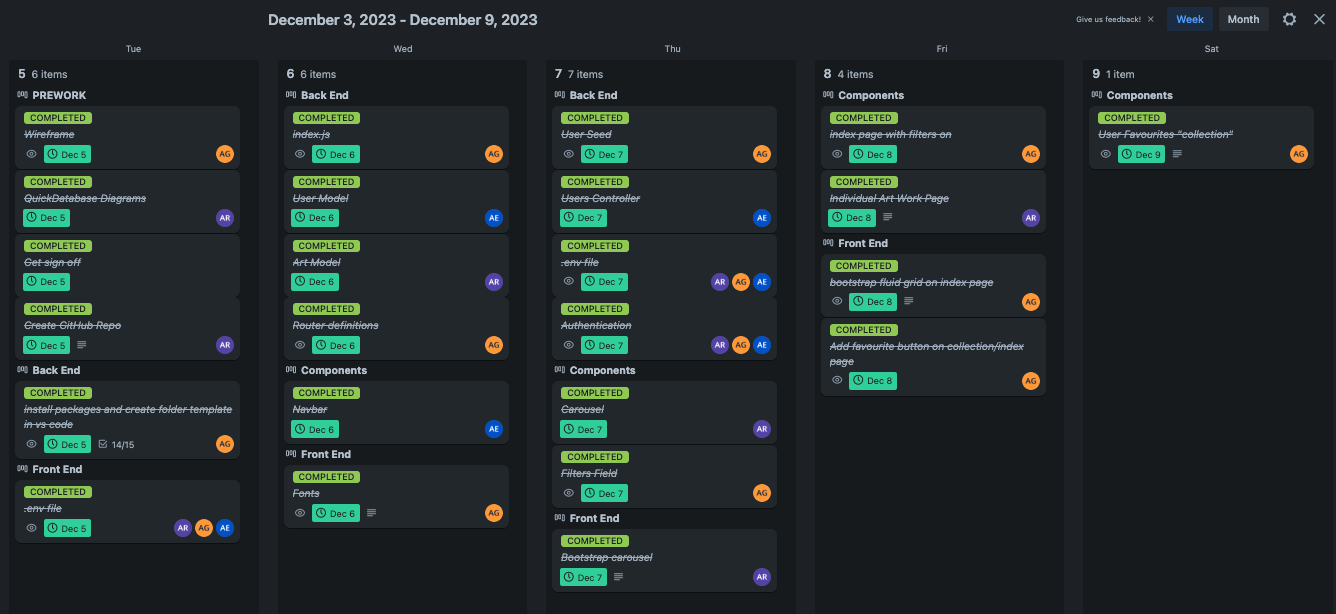 December 3, 2023 - December 9, 2023
Give us feedback!
Week
Month
Tue
Wed
Thu
Fri
Sat
5 6 items
PREWORK
COMPLETED
Wireframe
Dec 5
AG
COMPLETED
QuickDatabase Diagrams
Dec 5
AR
COMPLETED
Get sign off
Dec 5
COMPLETED
Create GitHub Repo
Dec 5
AR
Back End
COMPLETED
install packages and create folder template
in vs code
Dec 5
14/15
AG
Front End
COMPLETED
.env file
Dec 5
AR AG AE
6 6 items
Back End
COMPLETED
index.js
Dec 6
AG
COMPLETED
User Model
Dec 6
AE
COMPLETED
Art Model
Dec 6
AR
COMPLETED
Router definitions
Dec 6
AG
Components
COMPLETED
Navbar
Dec 6
AE
Front End
COMPLETED
Fonts
Dec 6
AG
7 7 items
Back End
COMPLETED
User Seed
Dec 7
AG
COMPLETED
Users Controller
Dec 7
AE
COMPLETED
.env file
Dec 7
AR AG AE
COMPLETED
Authentication
Dec 7
AR AG AE
Components
COMPLETED
Carousel
Dec 7
AR
COMPLETED
Filters Field
Dec 7
AG
Front End
COMPLETED
Bootstrap carousel
Dec 7
AR
8 4 items
Components
COMPLETED
index page with filters on
Dec 8
AG
COMPLETED
Individual Art Work Page
Dec 8
AR
Front End
COMPLETED
bootstrap fluid grid on index page
Dec 8
AG
COMPLETED
Add favourite button on collection/index
page
Dec 8
AG
9 1 item
Components
COMPLETED
User Favourites "collection"
Dec 9
AG